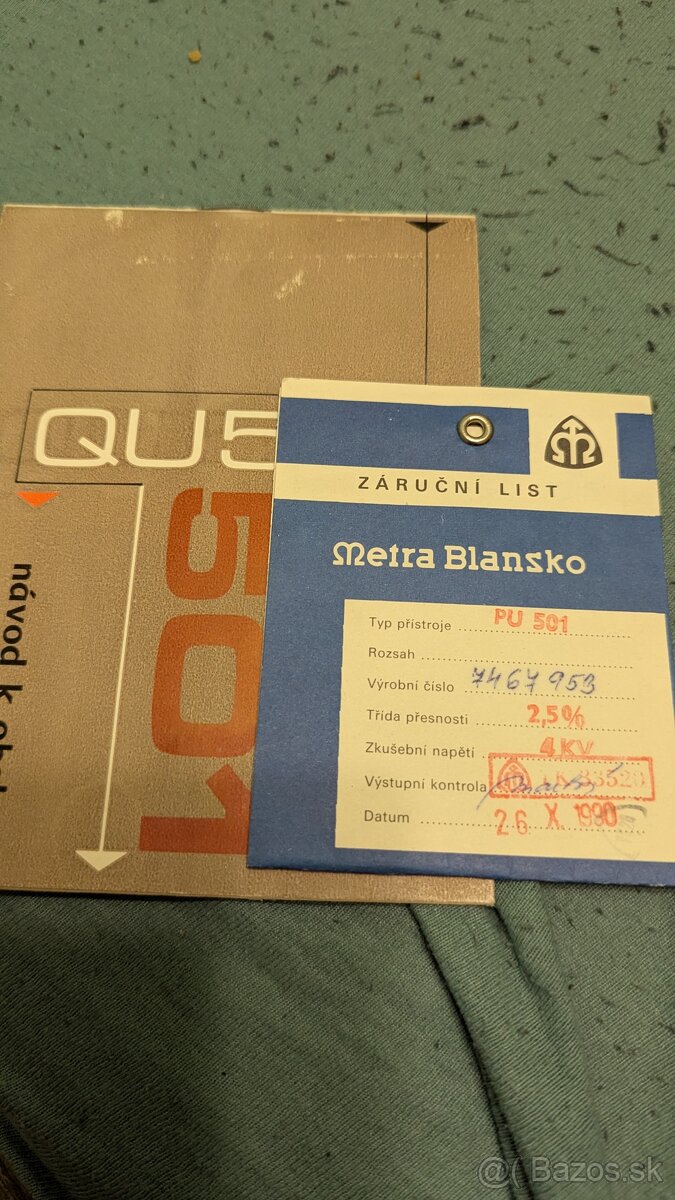 QU5
501
návod k
ZÁRUČNÍ LIST
Metra Blansko
Typ přístroje PU 501
Rozsah
Výrobní číslo 7467953
Třída přesnosti 2,5%
Zkušební napětí 4KV
Výstupní kontrola
Datum 26 X 1990
@ Bazos.sk